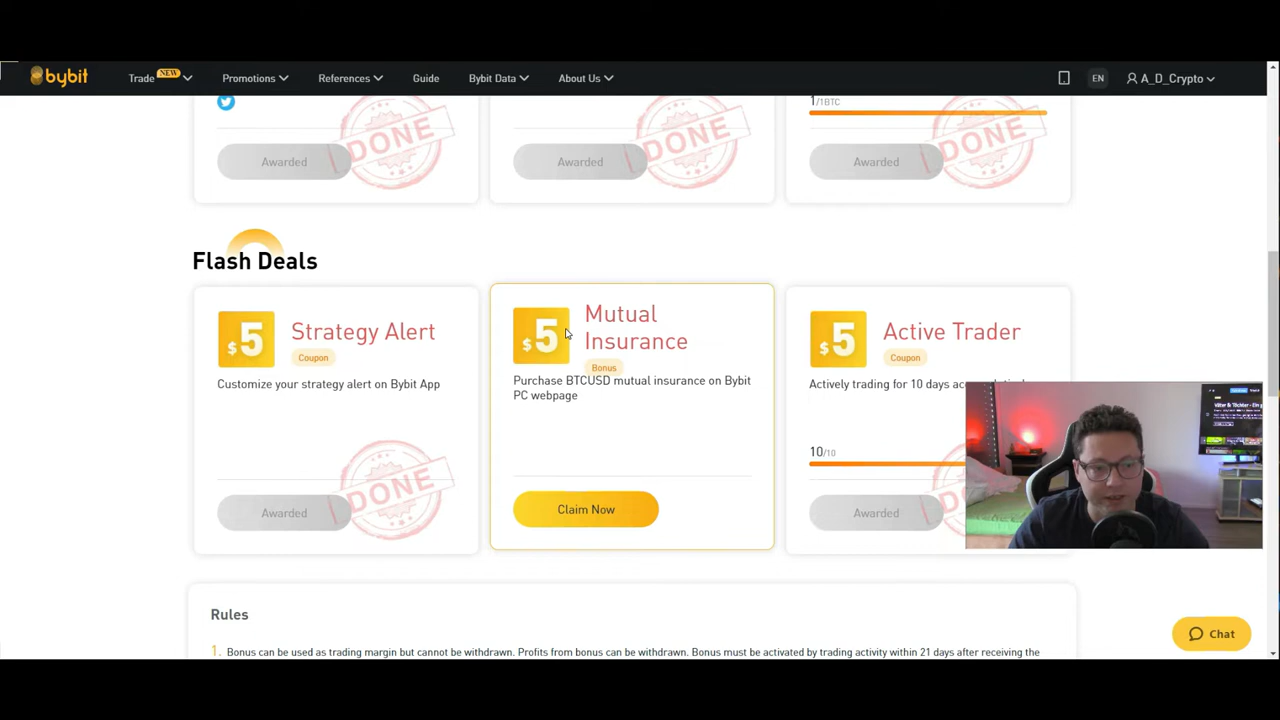 bybit Trade NEW Promotions References Guide Bybit Data About Us EN A_D_Crypto
1/1BTC
DONE DONE DONE
Awarded Awarded Awarded
Flash Deals
$5 Strategy Alert
Coupon
Customize your strategy alert on Bybit App
DONE
Awarded
$5 Mutual
Insurance
Bonus
Purchase BTCUSD mutual insurance on Bybit
PC webpage
Claim Now
$5 Active Trader
Coupon
Actively trading for 10 days
10/10
Awarded
Rules
1. Bonus can be used as trading margin but cannot be withdrawn. Profits from bonus can be withdrawn. Bonus must be activated by trading activity within 21 days after receiving the
Chat